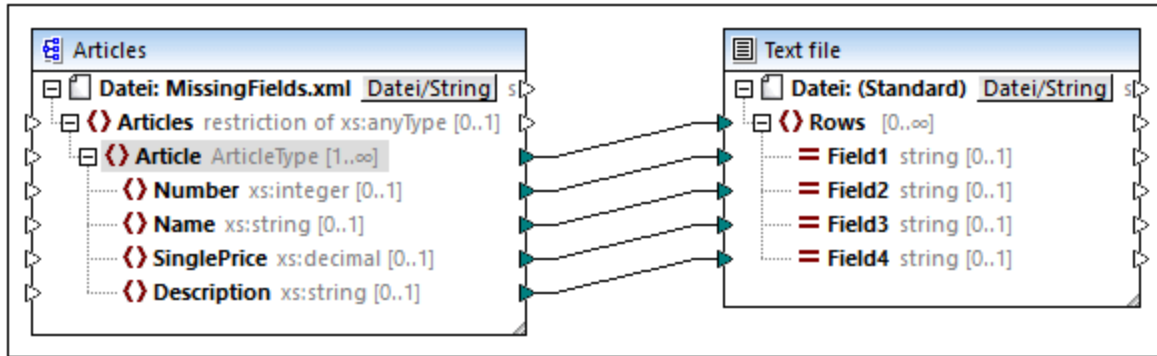 Articles
Datei: MissingFields.xml Datei/String s
Articles restriction of xs:anyType [0..1]
Article ArticleType [1..∞]
Number xs:integer [0..1]
Name xs:string [0..1]
SinglePrice xs:decimal [0..1]
Description xs:string [0..1]
Text file
Datei: (Standard) Datei/String s
Rows [0..∞]
Field1 string [0..1]
Field2 string [0..1]
Field3 string [0..1]
Field4 string [0..1]